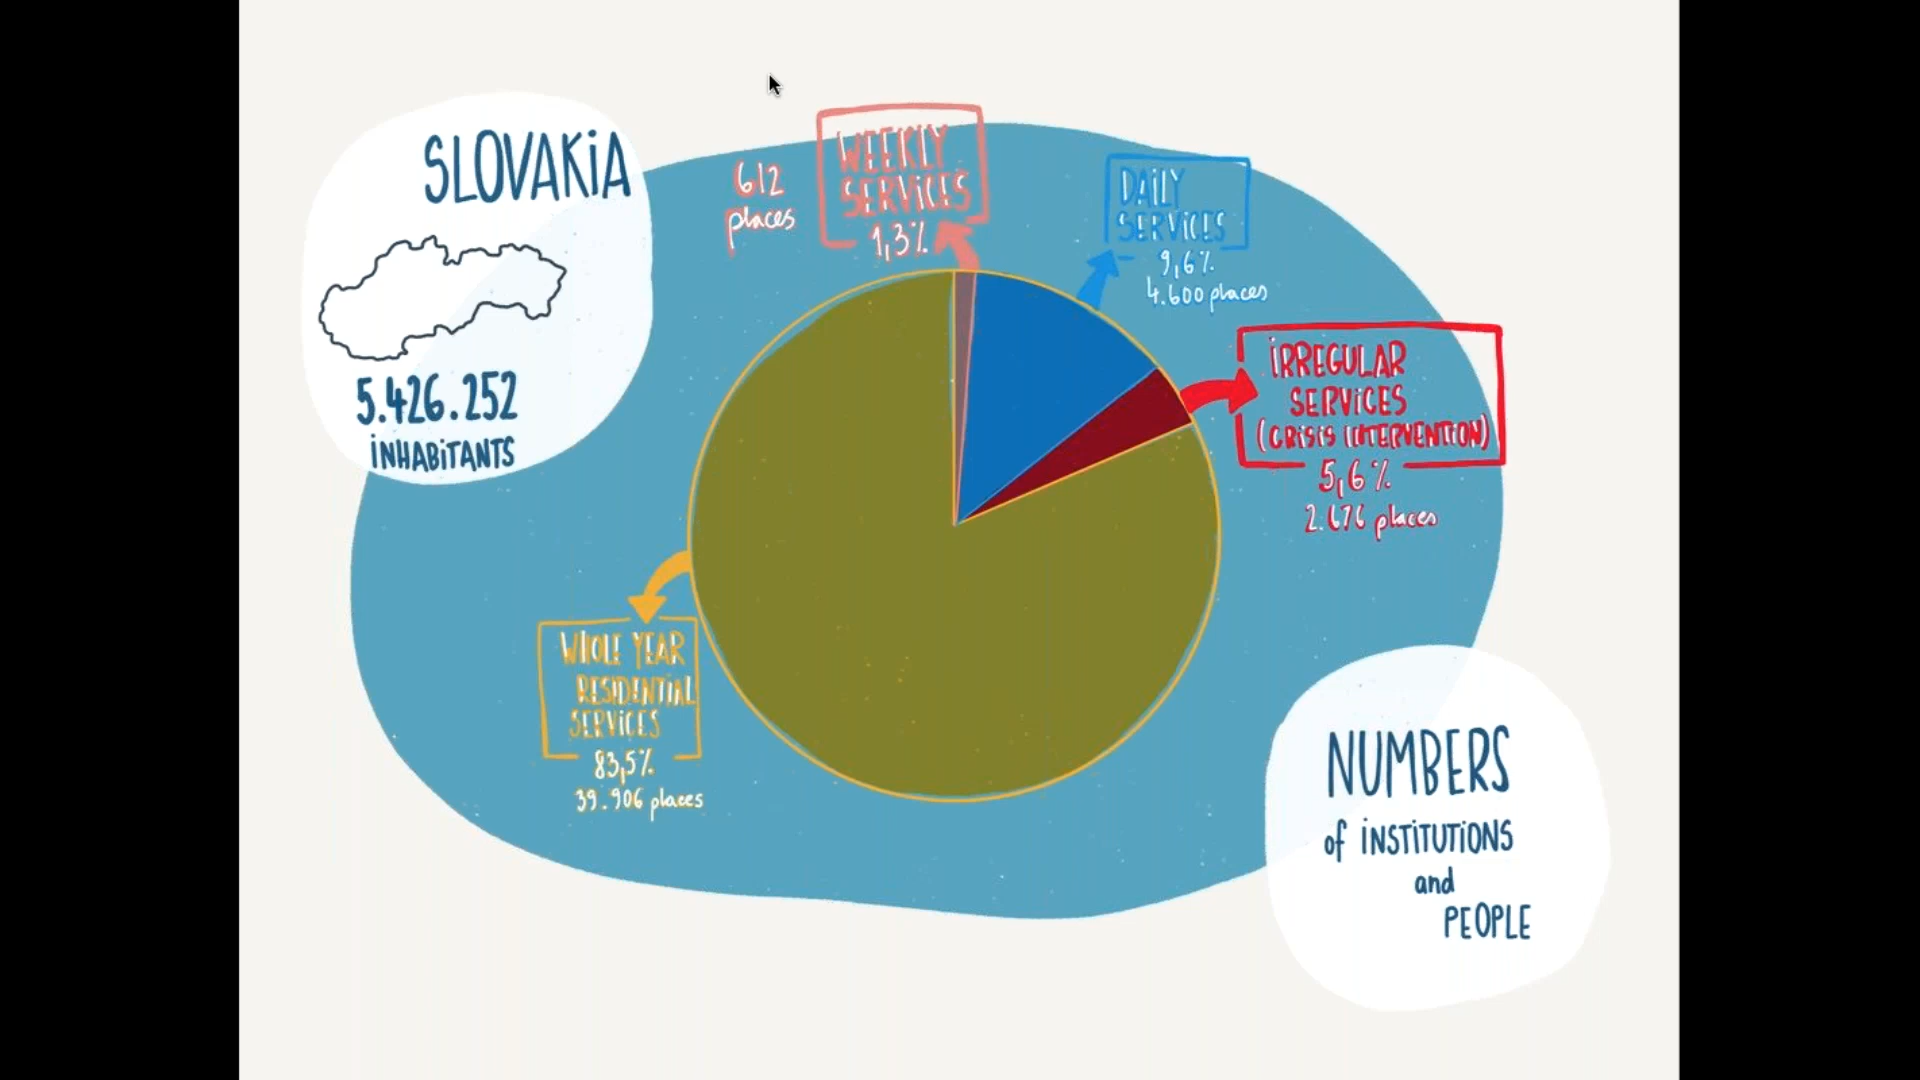 SLOVAKiA
5.426.252
iNHABiTANTS
612
places
WEEKLY
SERViCES
1,3%
DAiLY
SERViCES
9,6%
4.600 places
iRREGULAR
SERViCES
(CRiSiS iNTERVENTiON)
5,6%
2.676 places
WHOLE YEAR
RESiDENTiAL
SERViCES
83,5%
39.906 places
NUMBERS
of iNSTiTUTiONS
and
PEOPLE